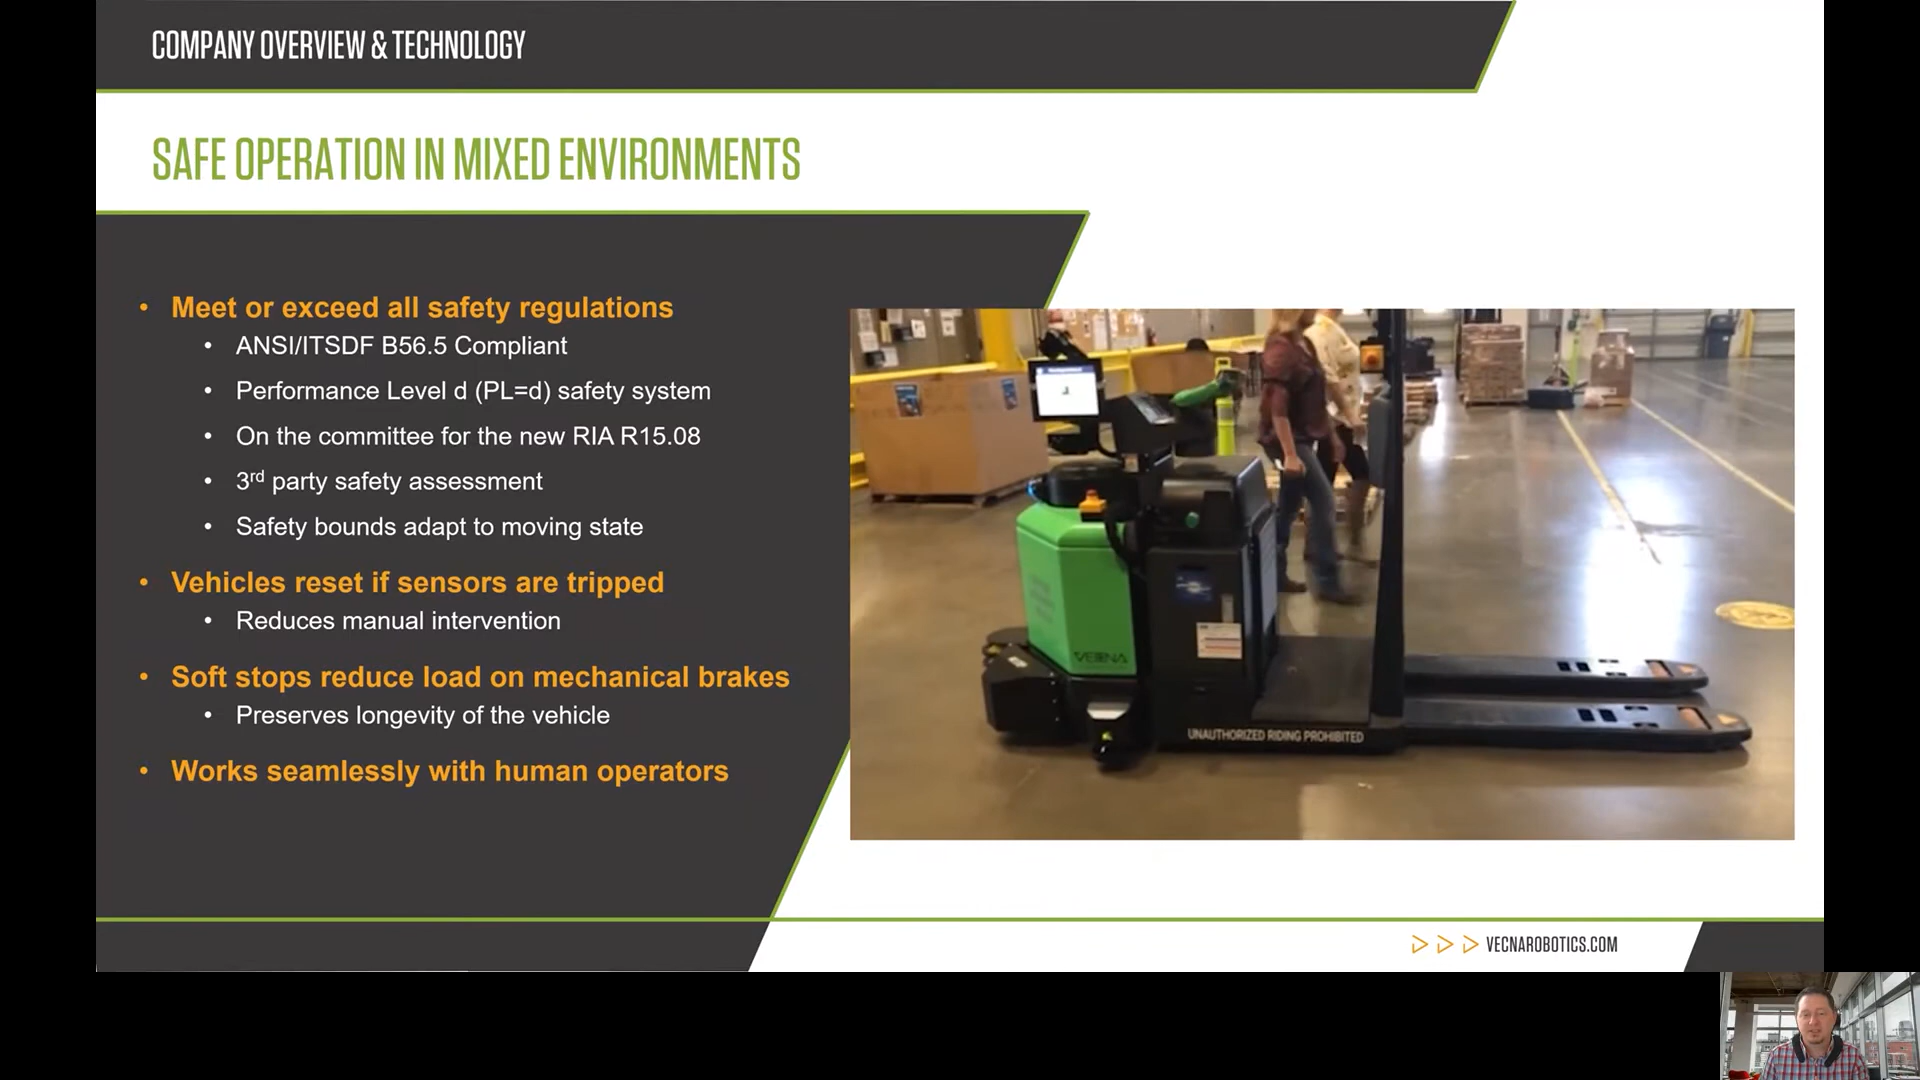 COMPANY OVERVIEW & TECHNOLOGY
SAFE OPERATION IN MIXED ENVIRONMENTS
• Meet or exceed all safety regulations
• ANSI/ITSDF B56.5 Compliant
• Performance Level d (PL=d) safety system
• On the committee for the new RIA R15.08
• 3rd party safety assessment
• Safety bounds adapt to moving state
• Vehicles reset if sensors are tripped
• Reduces manual intervention
• Soft stops reduce load on mechanical brakes
• Preserves longevity of the vehicle
• Works seamlessly with human operators
VECNA
UNAUTHORIZED RIDING PROHIBITED
VECNAROBOTICS.COM